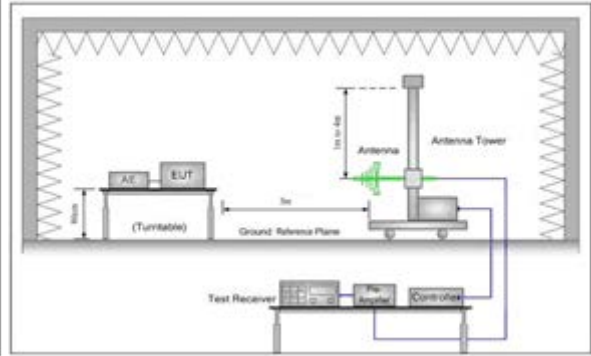 1m to 4m
Antenna
Antenna Tower
AE
EUT
80cm
3m
(Turntable)
Ground Reference Plane
Test Receiver
Pre
Amplifier
Controller